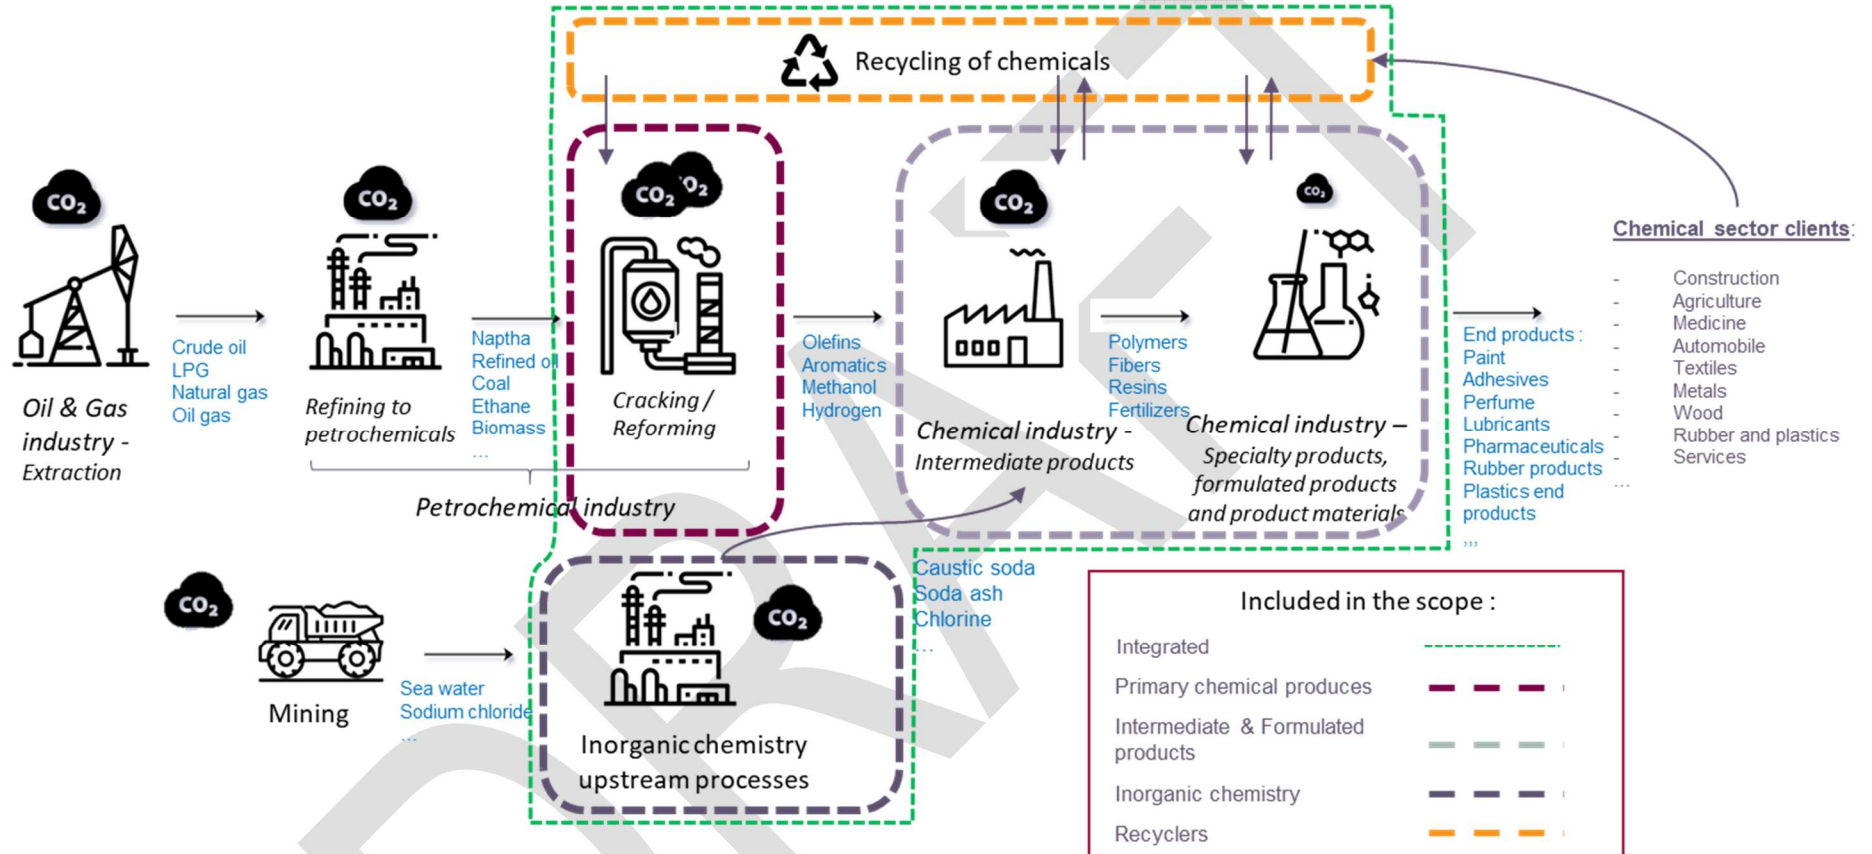 Recycling of chemicals
CO2
CO2
CO2
CO2
CO2
CO2
Chemical sector clients:
- Construction
- Agriculture
- Medicine
- Automobile
- Textiles
- Metals
- Wood
- Rubber and plastics
- Services
...
Crude oil
LPG
Natural gas
Oil gas
Naptha
Refined oil
Coal
Ethane
Biomass
...
Olefins
Aromatics
Methanol
Hydrogen
Polymers
Fibers
Resins
Fertilizers
End products :
Paint
Adhesives
Perfume
Lubricants
Pharmaceuticals
Rubber products
Plastics end
products
,,,
Oil & Gas
industry -
Extraction
Refining to
petrochemicals
Cracking /
Reforming
Petrochemical industry
Chemical industry -
Intermediate products
Chemical industry –
Specialty products,
formulated products
and product materials
CO2
Mining
Sea water
Sodium chloride
...
CO2
Inorganic chemistry
upstream processes
Caustic soda
Soda ash
Chlorine
...
Included in the scope :
Integrated
Primary chemical produces
Intermediate & Formulated
products
Inorganic chemistry
Recyclers
DRAFT